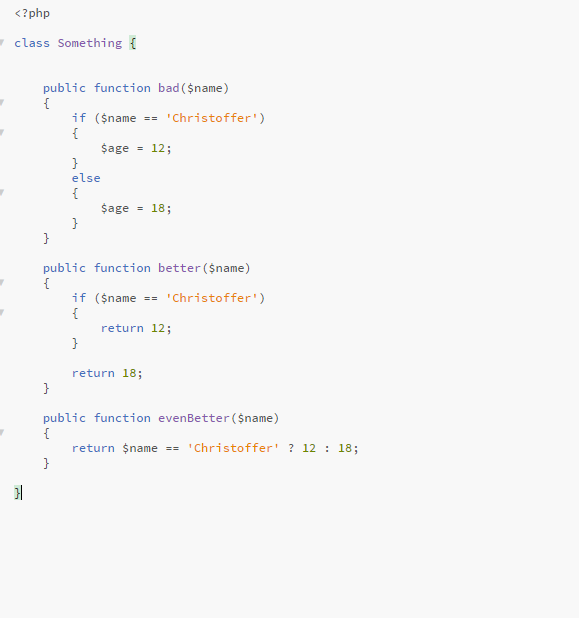 <?php
class Something {
public function bad($name)
{
if ($name == 'Christoffer')
{
$age = 12;
}
else
{
$age = 18;
}
}
public function better($name)
{
if ($name == 'Christoffer')
{
return 12;
}
return 18;
}
public function evenBetter($name)
{
return $name == 'Christoffer' ? 12 : 18;
}
}